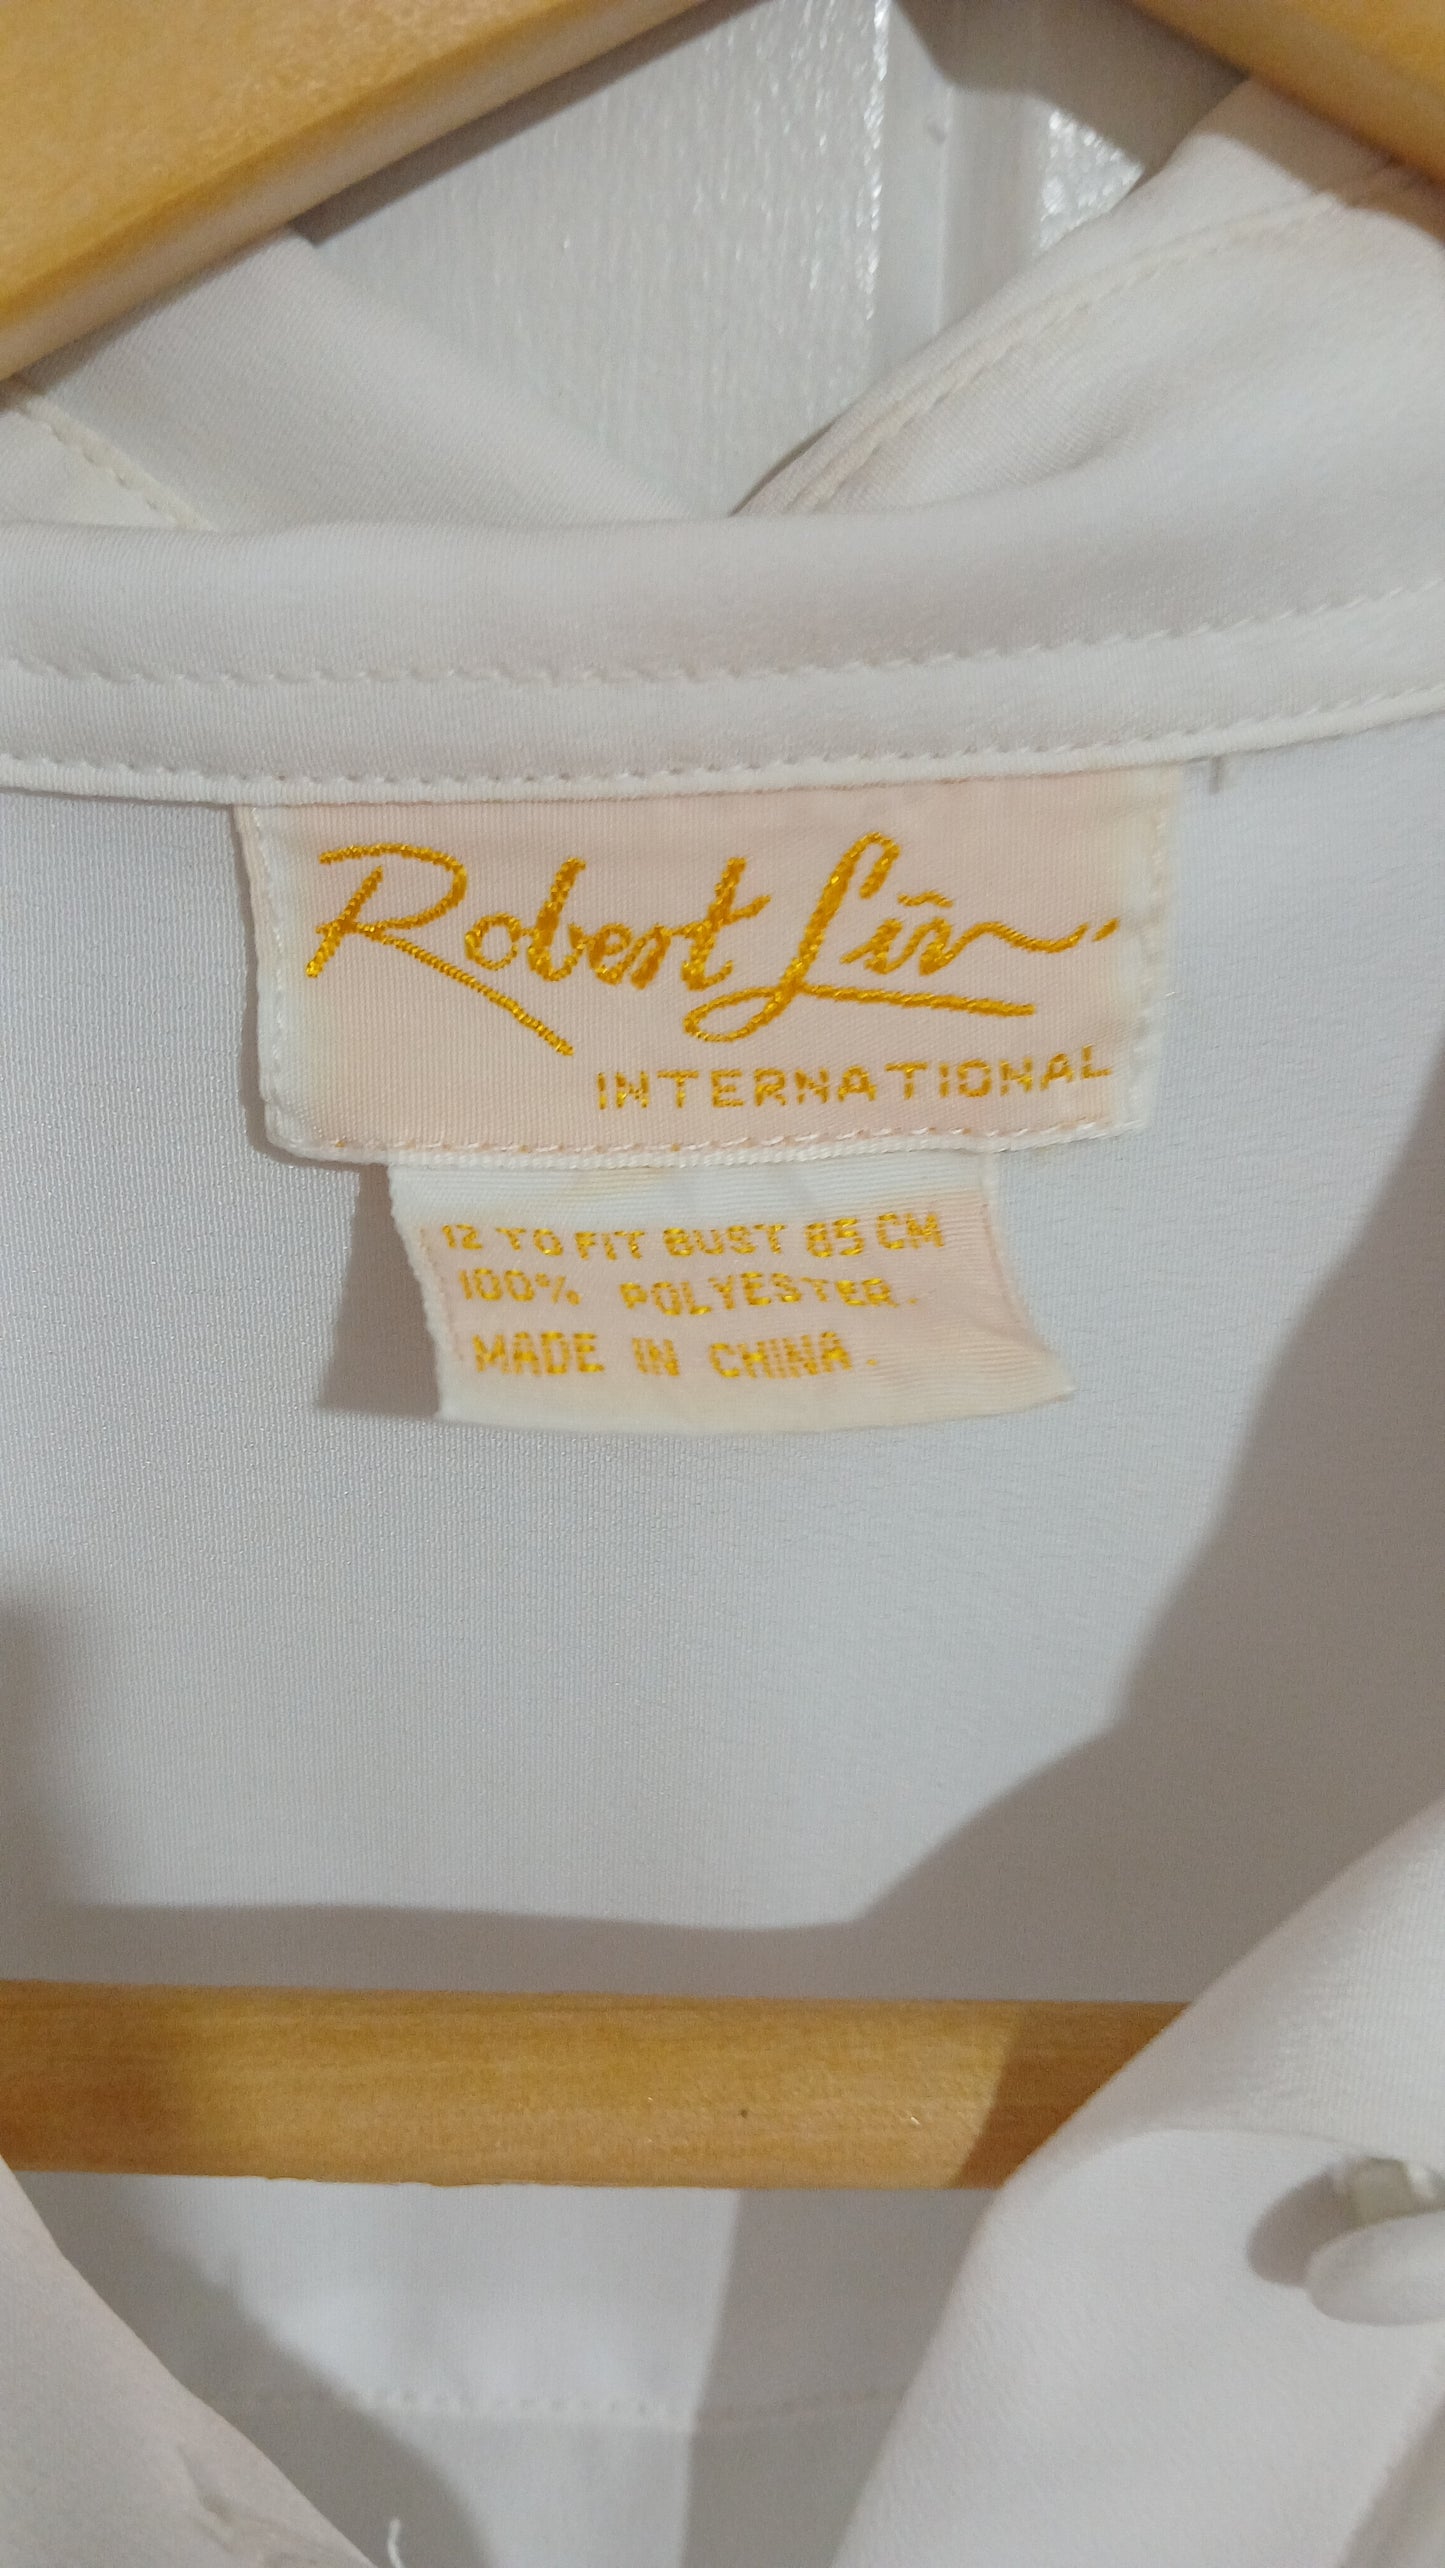 Robert Lin
INTERNATIONAL
12 TO FIT BUST 85 CM
100% POLYESTER.
MADE IN CHINA.